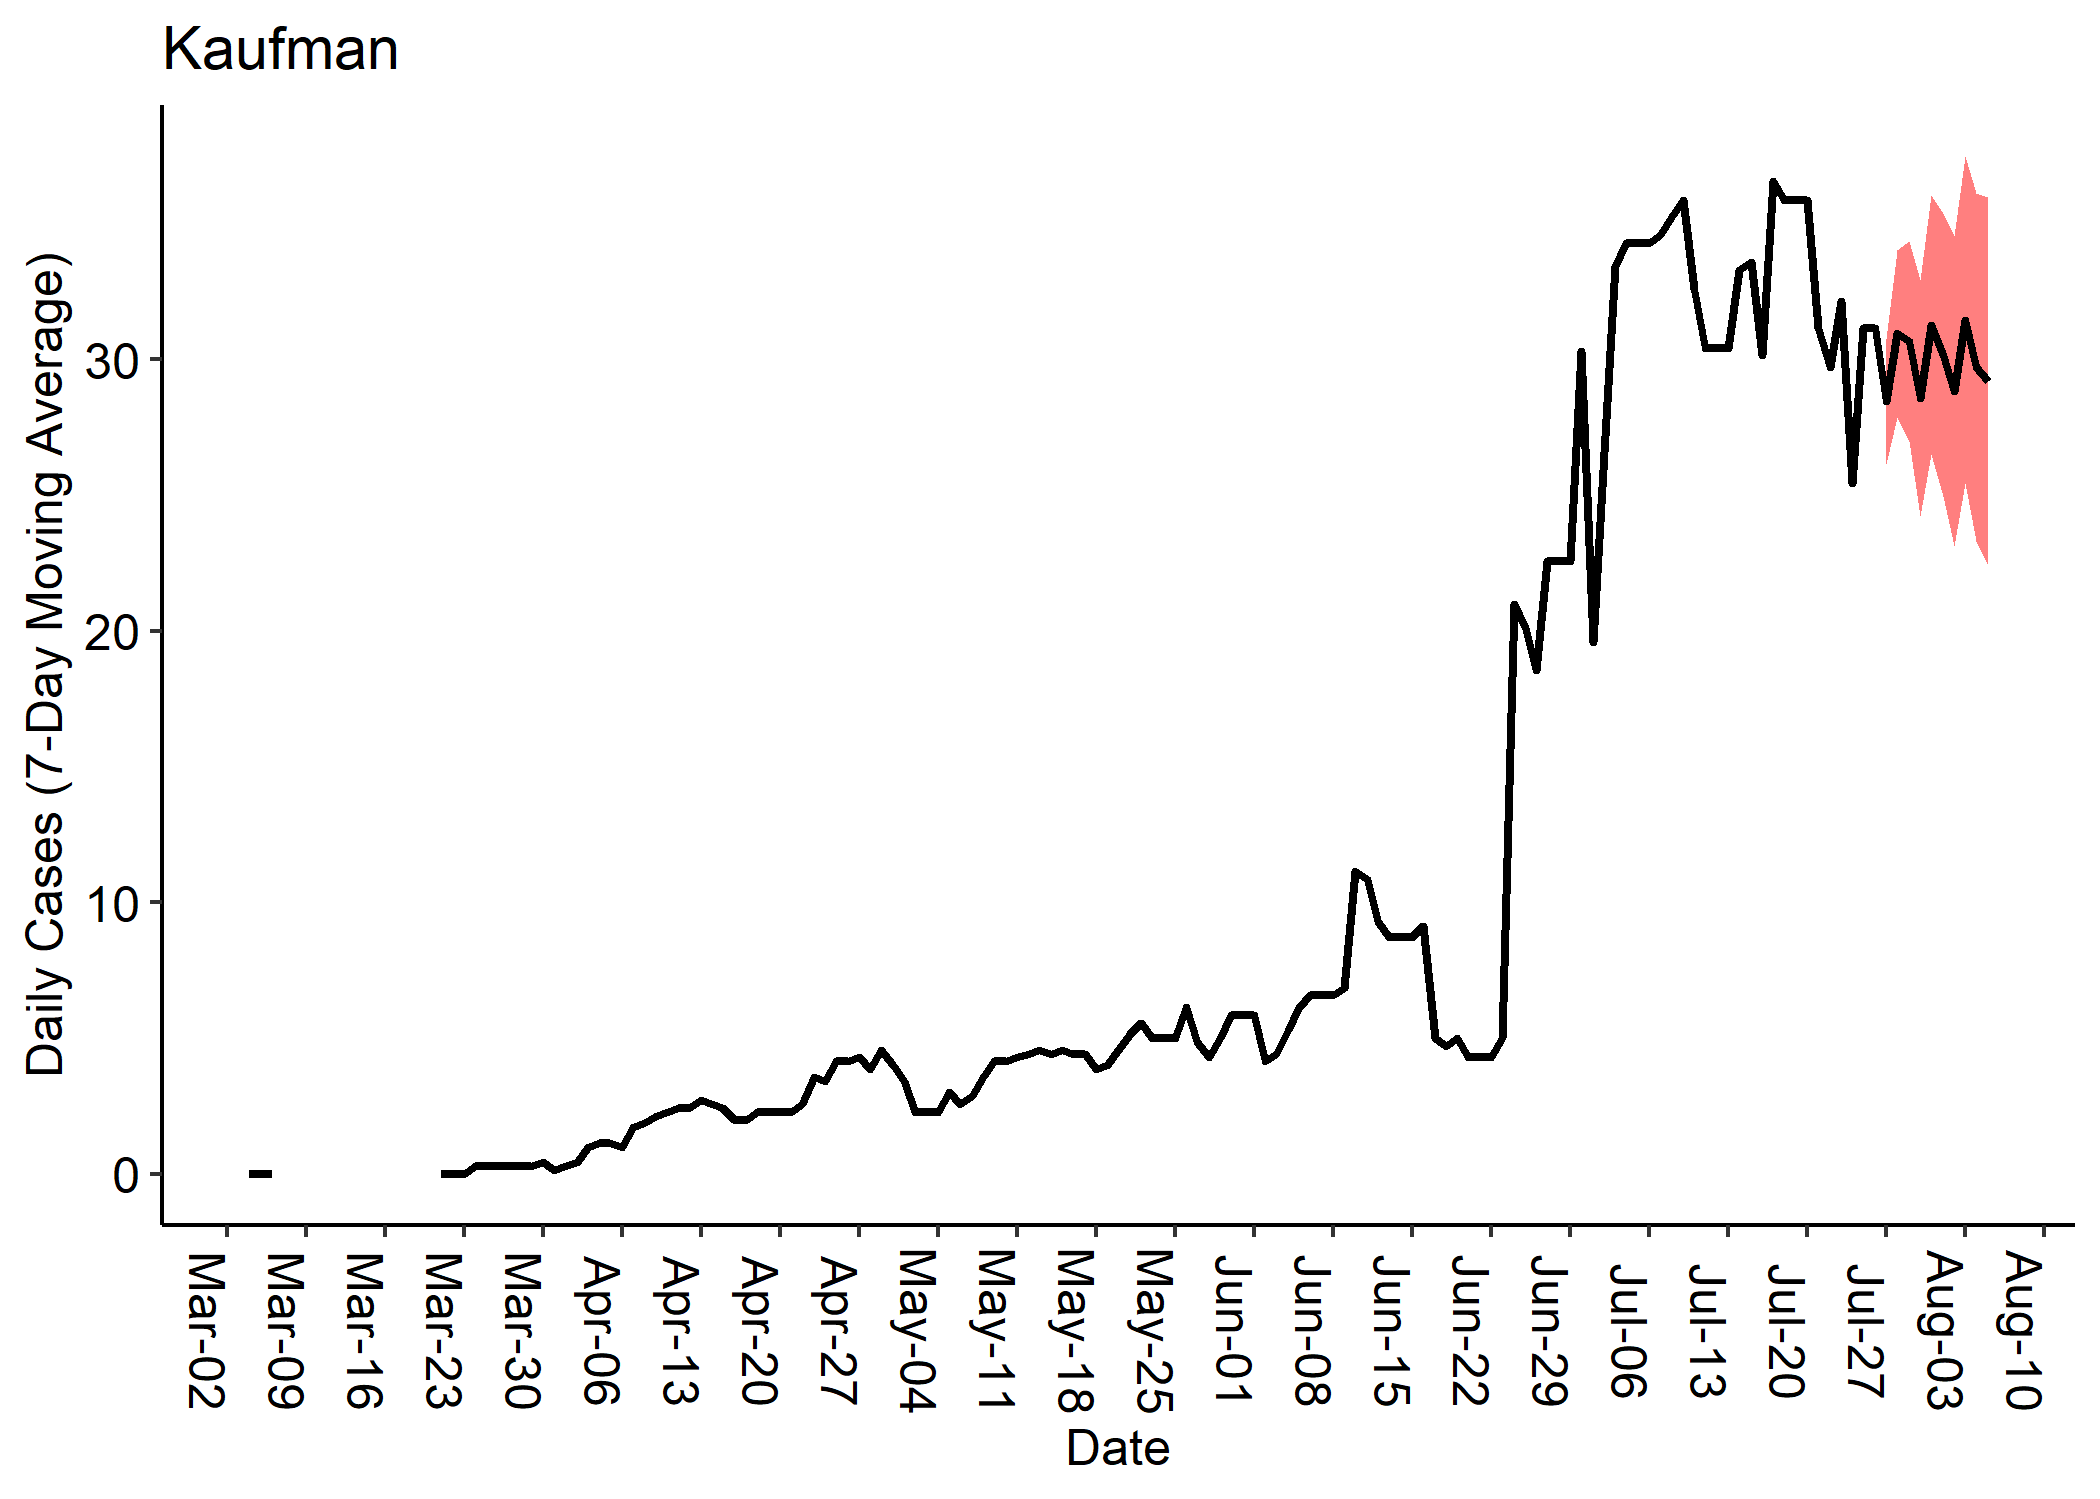 Kaufman
Daily Cases (7-Day Moving Average)
30
20
10
0
Mar-02
Mar-09
Mar-16
Mar-23
Mar-30
Apr-06
Apr-13
Apr-20
Apr-27
May-04
May-11
May-18
May-25
Jun-01
Jun-08
Jun-15
Jun-22
Jun-29
Jul-06
Jul-13
Jul-20
Jul-27
Aug-03
Aug-10
Date